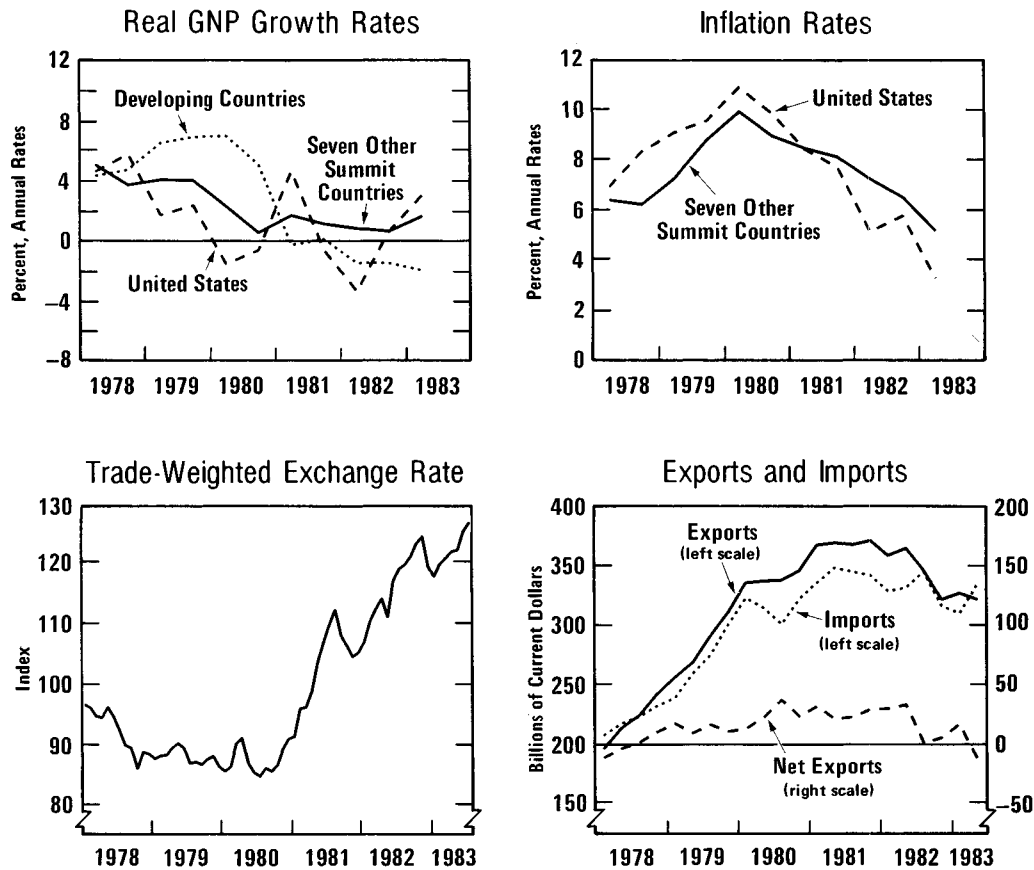 Real GNP Growth Rates
Percent, Annual Rates
12
8
4
0
−4
−8
Developing Countries
Seven Other
Summit
Countries
United States
1978 1979 1980 1981 1982 1983
Inflation Rates
Percent, Annual Rates
12
10
8
6
4
2
0
United States
Seven Other
Summit Countries
1978 1979 1980 1981 1982 1983
Trade-Weighted Exchange Rate
Index
130
120
110
100
90
80
1978 1979 1980 1981 1982 1983
Exports and Imports
Billions of Current Dollars
400
350
300
250
200
150
200
150
100
50
0
−50
Exports
(left scale)
Imports
(left scale)
Net Exports
(right scale)
1978 1979 1980 1981 1982 1983